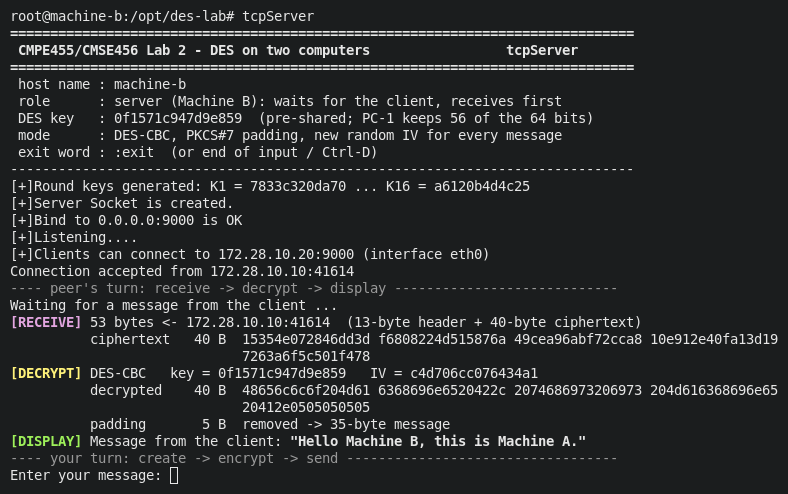 root@machine-b:/opt/des-lab# tcpServer
==============================================================================
CMPE455/CMSE456 Lab 2 - DES on two computers                 tcpServer
==============================================================================
host name : machine-b
role      : server (Machine B): waits for the client, receives first
DES key   : 0f1571c947d9e859  (pre-shared; PC-1 keeps 56 of the 64 bits)
mode      : DES-CBC, PKCS#7 padding, new random IV for every message
exit word : :exit  (or end of input / Ctrl-D)
------------------------------------------------------------------------------
[+]Round keys generated: K1 = 7833c320da70 ... K16 = a6120b4d4c25
[+]Server Socket is created.
[+]Bind to 0.0.0.0:9000 is OK
[+]Listening....
[+]Clients can connect to 172.28.10.20:9000 (interface eth0)
Connection accepted from 172.28.10.10:41614
---- peer's turn: receive -> decrypt -> display ----------------------------
Waiting for a message from the client ...
[RECEIVE] 53 bytes <- 172.28.10.10:41614  (13-byte header + 40-byte ciphertext)
          ciphertext   40 B  15354e072846dd3d f6808224d515876a 49cea96abf72cca8 10e912e40fa13d19
                             7263a6f5c501f478
[DECRYPT] DES-CBC   key = 0f1571c947d9e859   IV = c4d706cc076434a1
          decrypted    40 B  48656c6c6f204d61 6368696e6520422c 2074686973206973 204d616368696e65
                             20412e0505050505
          padding       5 B  removed -> 35-byte message
[DISPLAY] Message from the client: "Hello Machine B, this is Machine A."
---- your turn: create -> encrypt -> send ----------------------------------
Enter your message: